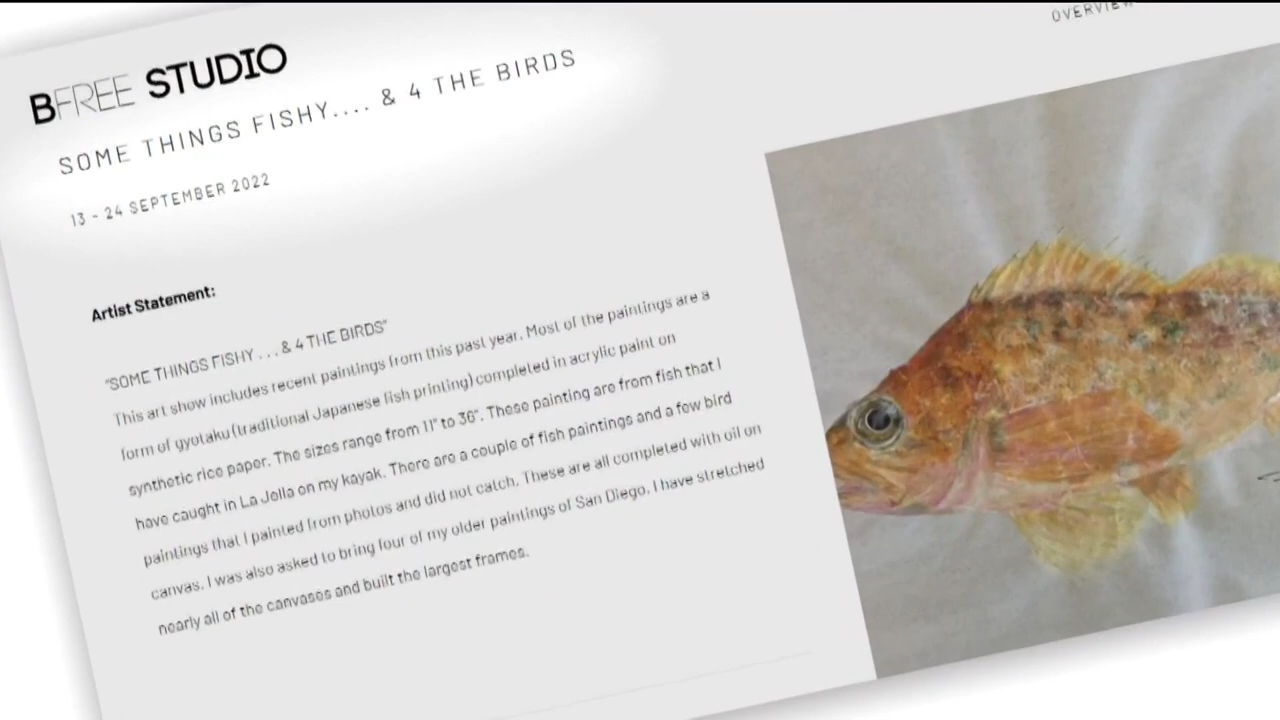 BFREE STUDIO
OVERVIEW
SOME THINGS FISHY.... & 4 THE BIRDS
13 - 24 SEPTEMBER 2022
Artist Statement:
"SOME THINGS FISHY . . . & 4 THE BIRDS"
This art show includes recent paintings from this past year. Most of the paintings are a
form of gyotaku (traditional Japanese fish printing) completed in acrylic paint on
synthetic rice paper. The sizes range from 11" to 36". These painting are from fish that I
have caught in La Jolla on my kayak. There are a couple of fish paintings and a few bird
paintings that I painted from photos and did not catch. These are all completed with oil on
canvas. I was also asked to bring four of my older paintings of San Diego. I have stretched
nearly all of the canvases and built the largest frames.